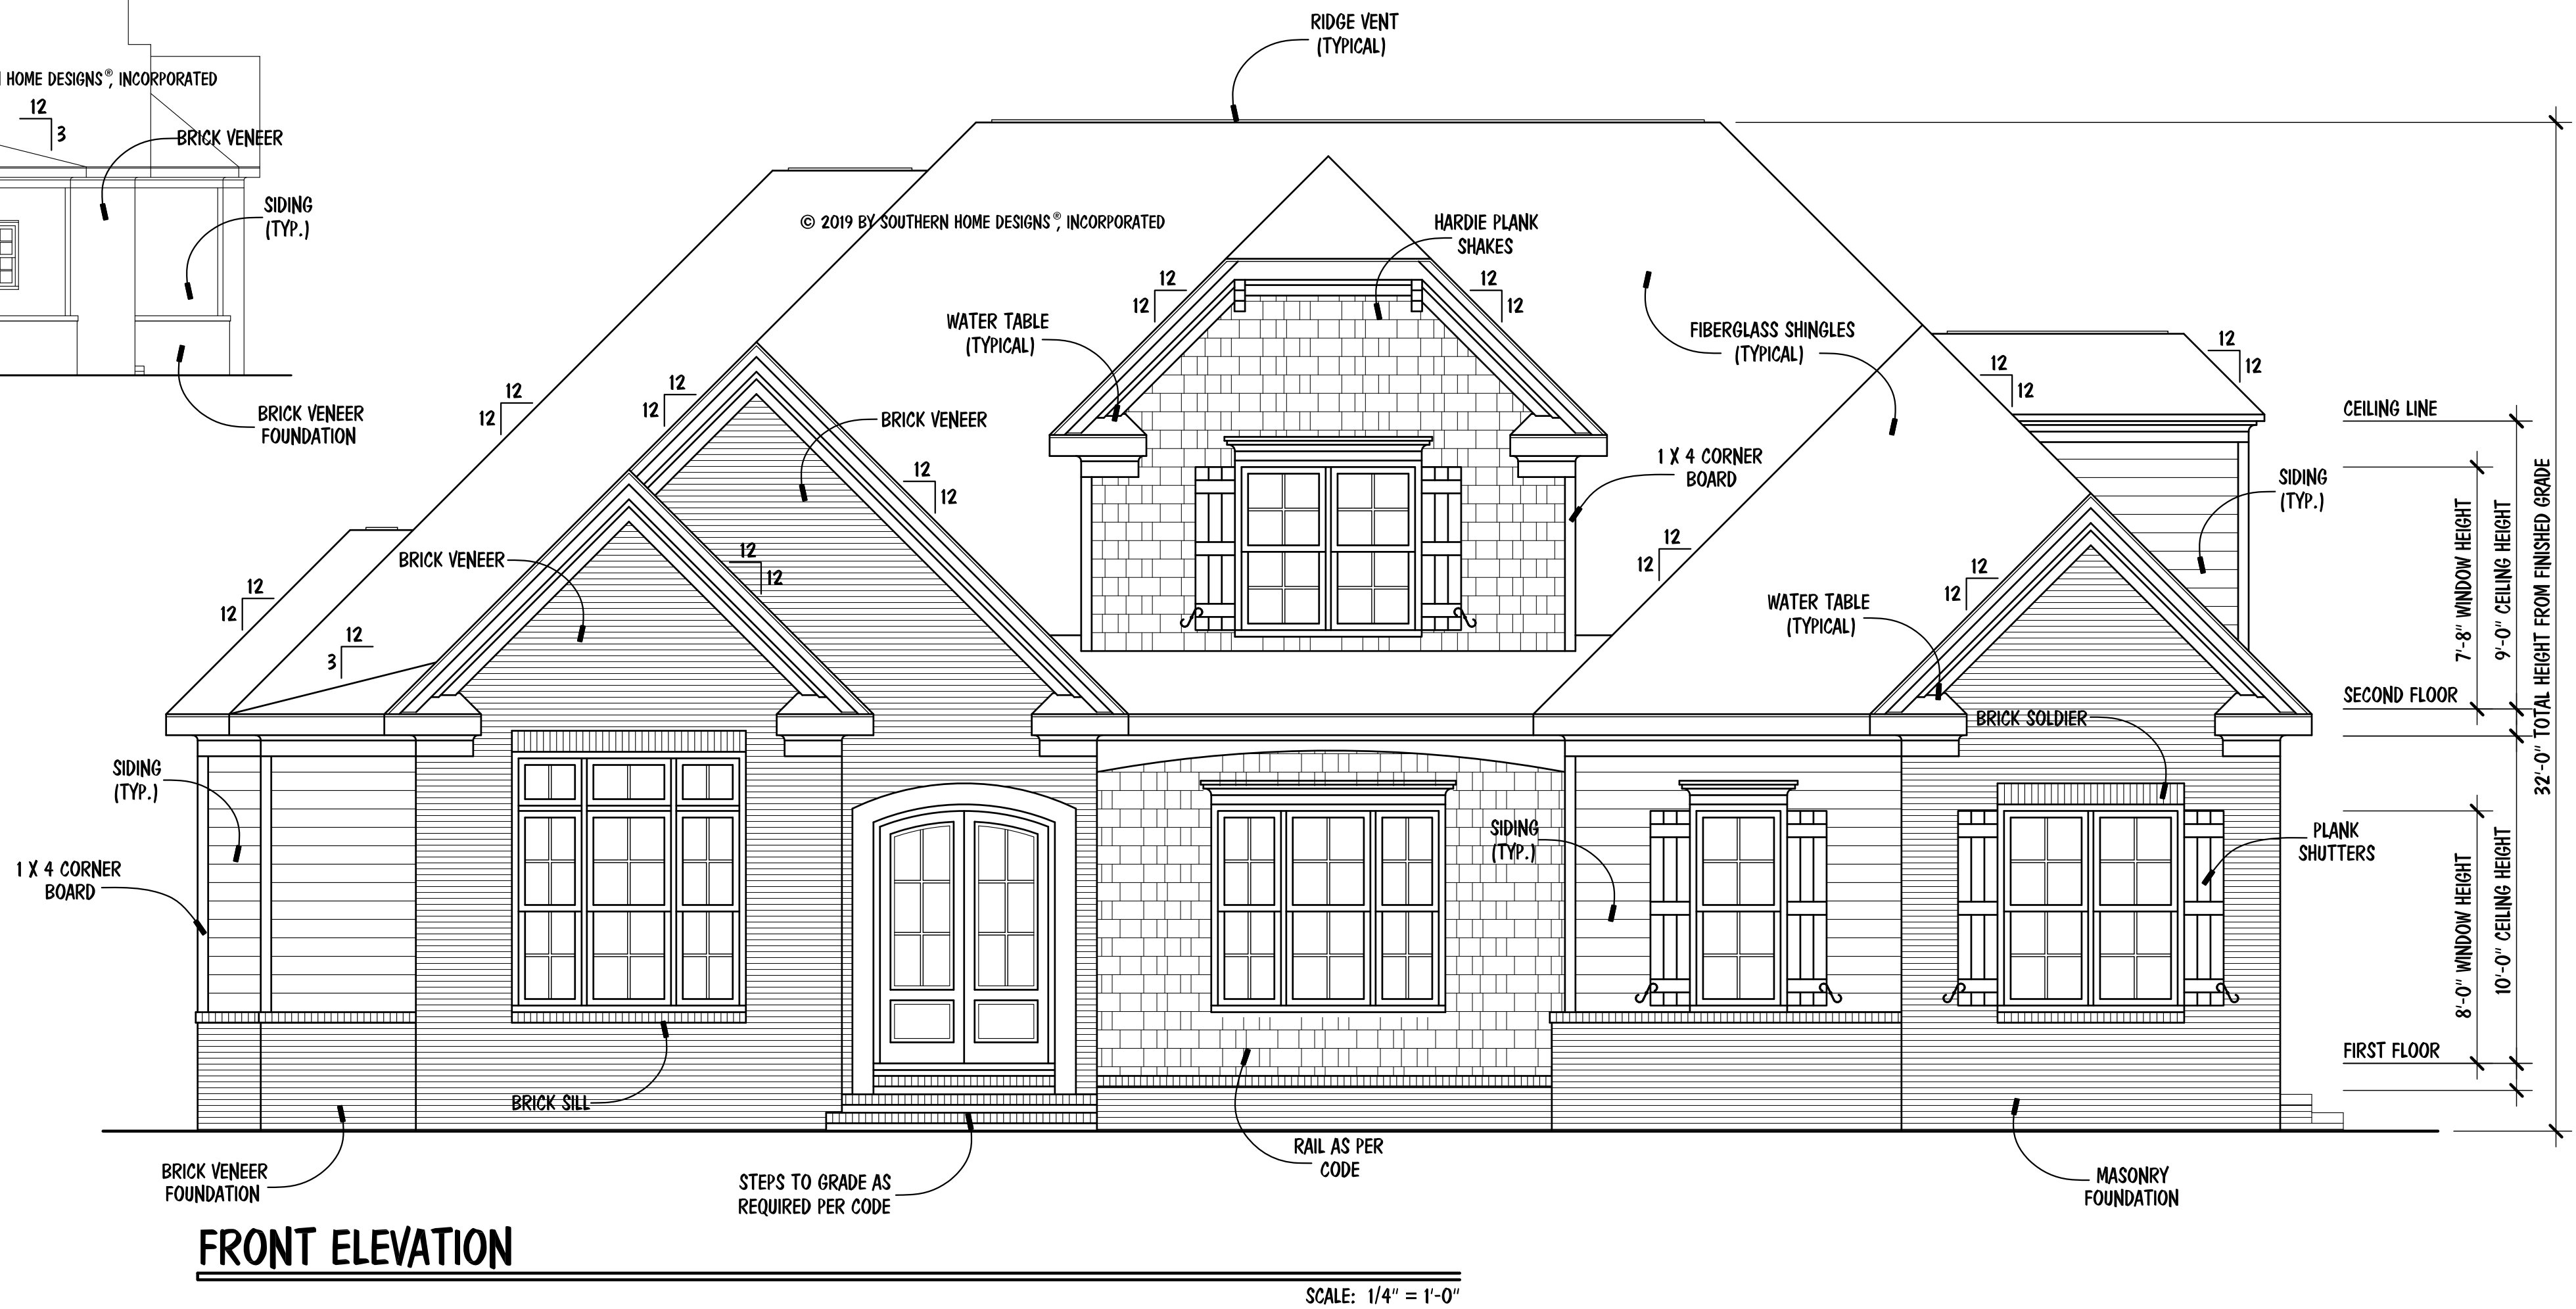 RIDGE VENT
(TYPICAL)
HOME DESIGNS®, INCORPORATED
12
3
BRICK VENEER
SIDING
(TYP.)
BRICK VENEER
FOUNDATION
© 2019 BY SOUTHERN HOME DESIGNS®, INCORPORATED
HARDIE PLANK
SHAKES
12
12
12
12
WATER TABLE
(TYPICAL)
FIBERGLASS SHINGLES
(TYPICAL)
12
12
12
12
12
12
12
12
BRICK VENEER
CEILING LINE
1 X 4 CORNER
BOARD
12
12
SIDING
(TYP.)
BRICK VENEER
12
12
12
12
12
12
12
12
WATER TABLE
(TYPICAL)
12
3
7'-8" WINDOW HEIGHT
9'-0" CEILING HEIGHT
32'-0" TOTAL HEIGHT FROM FINISHED GRADE
SECOND FLOOR
BRICK SOLDIER
SIDING
(TYP.)
SIDING
(TYP.)
PLANK
SHUTTERS
1 X 4 CORNER
BOARD
8'-0" WINDOW HEIGHT
10'-0" CEILING HEIGHT
FIRST FLOOR
BRICK SILL
RAIL AS PER
CODE
BRICK VENEER
FOUNDATION
STEPS TO GRADE AS
REQUIRED PER CODE
MASONRY
FOUNDATION
FRONT ELEVATION
SCALE: 1/4" = 1'-0"